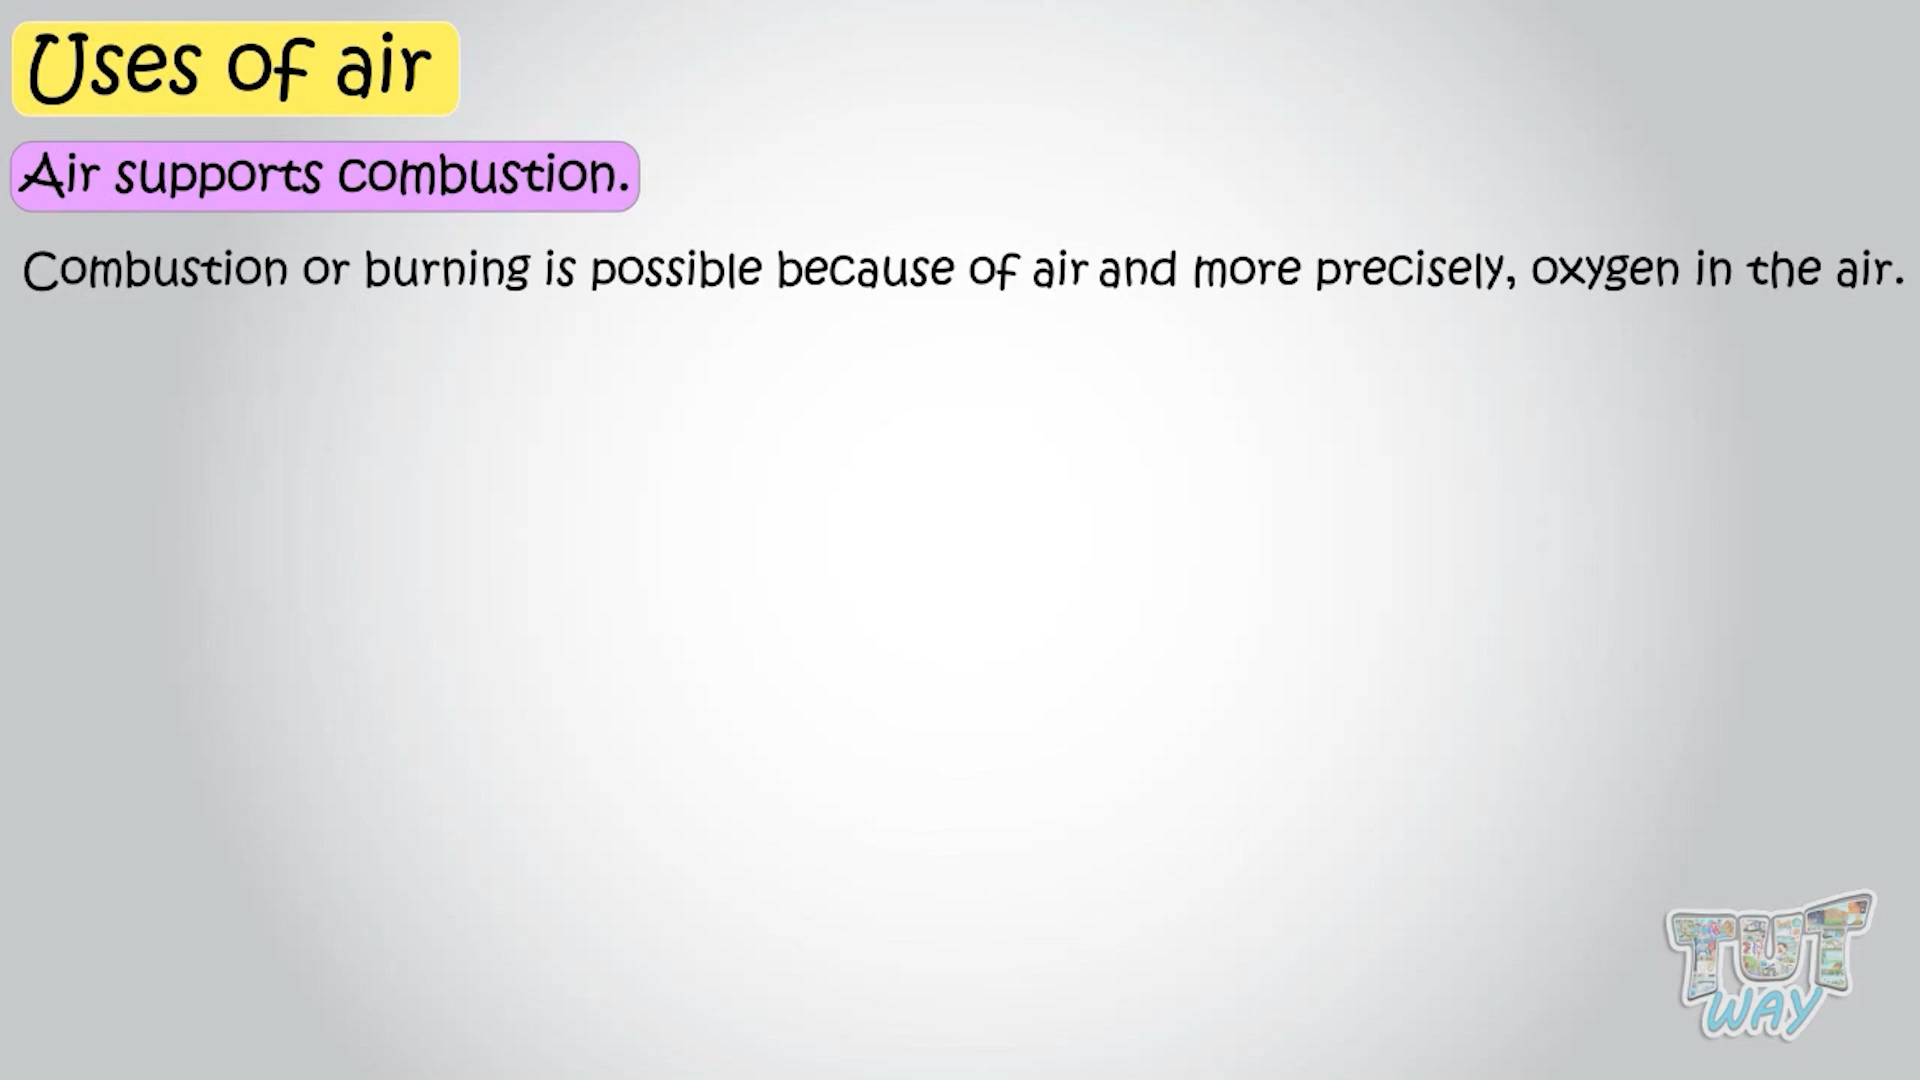 Uses of air
Air supports combustion.
Combustion or burning is possible because of air and more precisely, oxygen in the air.
TUT
WAY